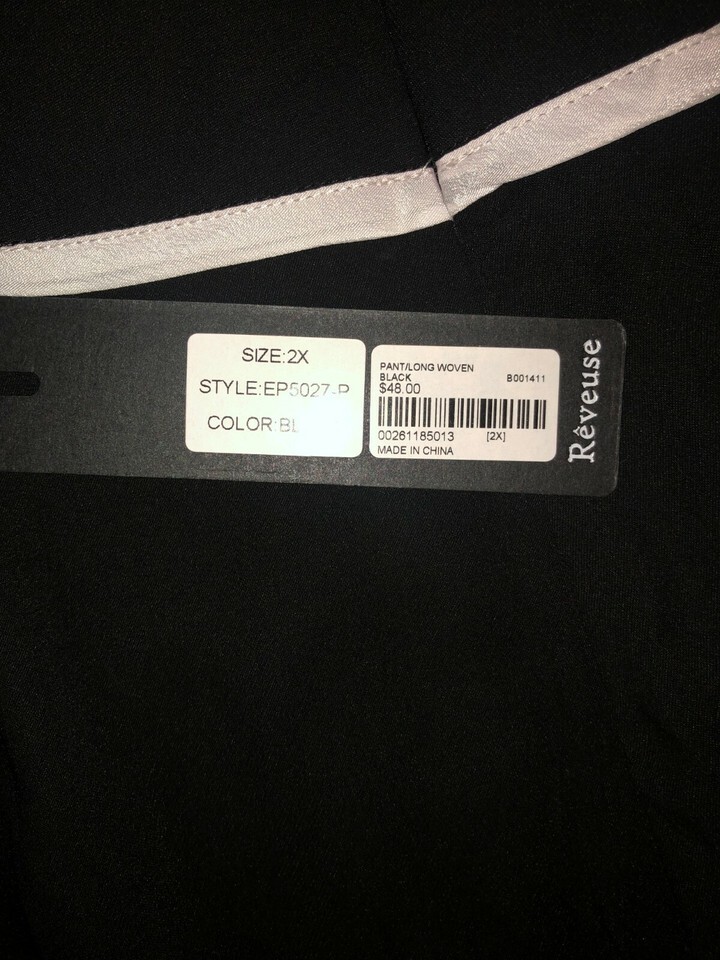 SIZE:2X
STYLE:EP5027-P
COLOR:BL
PANT/LONG WOVEN
BLACK
B001411
$48.00
00261185013 [2X]
MADE IN CHINA
Rêveuse